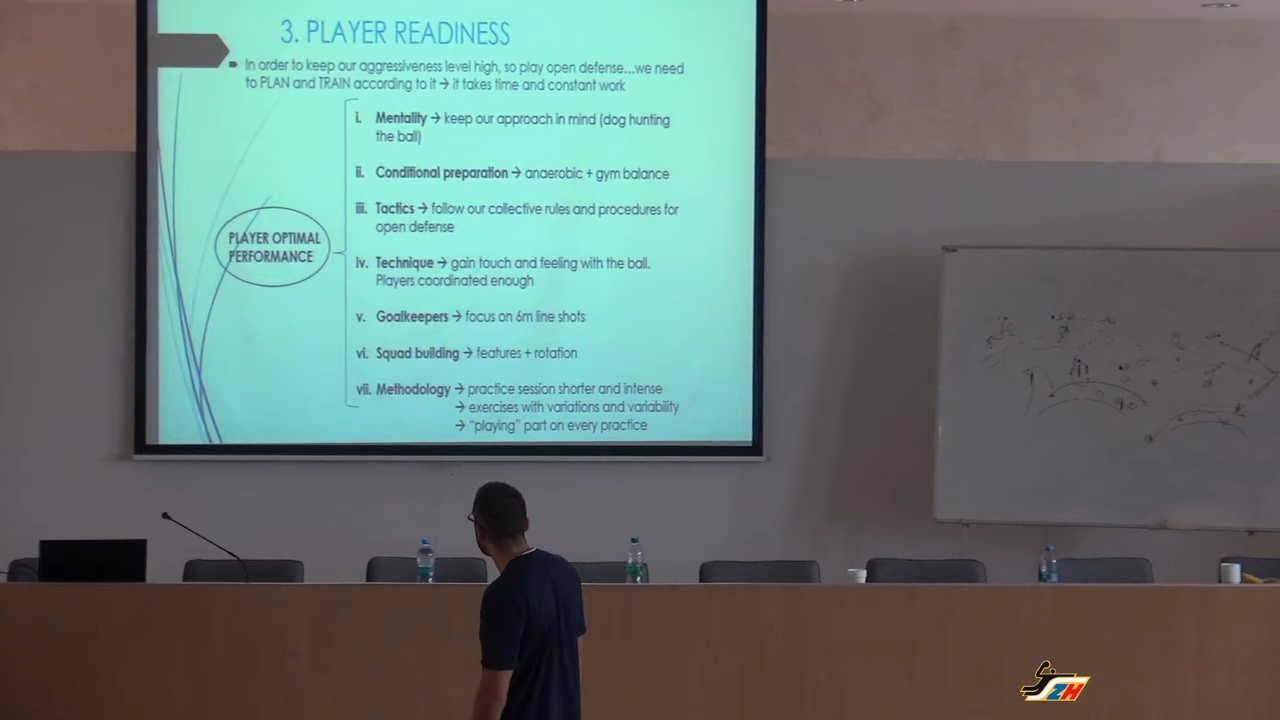 3. PLAYER READINESS
In order to keep our aggressiveness level high, so play open defense...we need
to PLAN and TRAIN according to it → it takes time and constant work
i. Mentality → keep our approach in mind (dog hunting
the ball)
ii. Conditional preparation → anaerobic + gym balance
iii. Tactics → follow our collective rules and procedures for
open defense
PLAYER OPTIMAL
PERFORMANCE
iv. Technique → gain touch and feeling with the ball.
Players coordinated enough
v. Goalkeepers → focus on 6m line shots
vi. Squad building → features + rotation
vii. Methodology → practice session shorter and intense
→ exercises with variations and variability
→ "playing" part on every practice
ZH